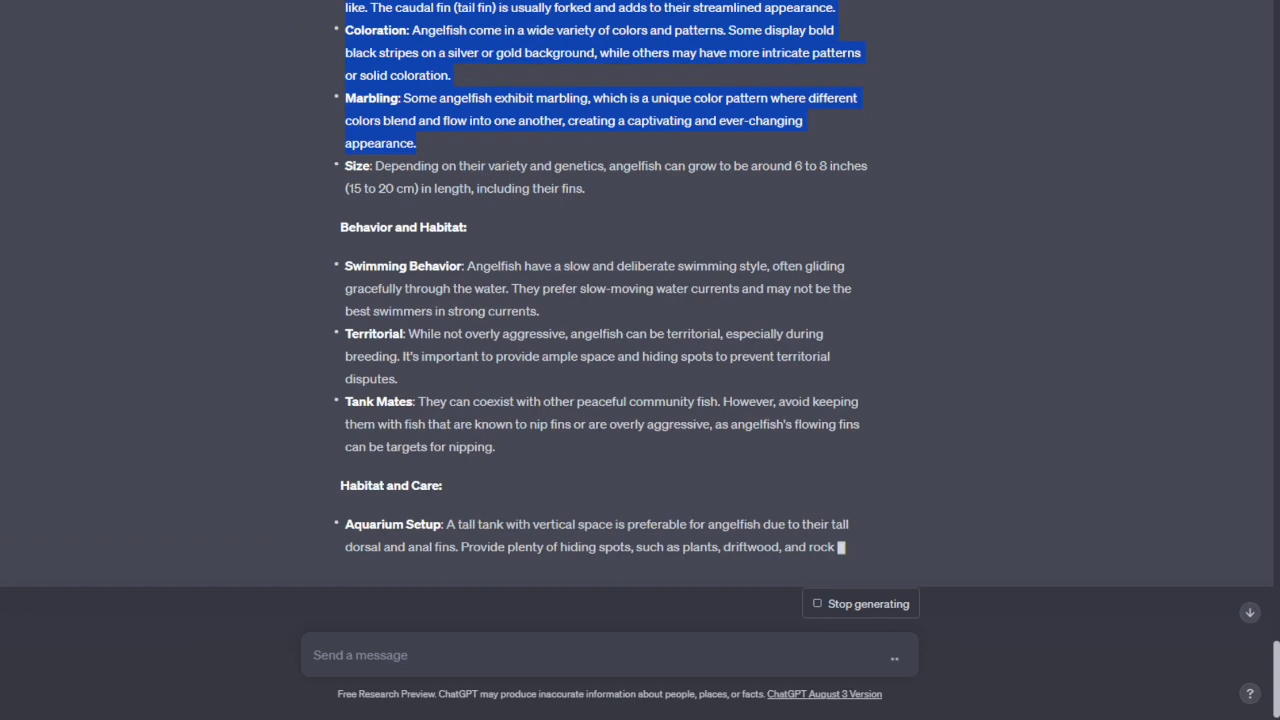 like. The caudal fin (tail fin) is usually forked and adds to their streamlined appearance.
• Coloration: Angelfish come in a wide variety of colors and patterns. Some display bold
black stripes on a silver or gold background, while others may have more intricate patterns
or solid coloration.
• Marbling: Some angelfish exhibit marbling, which is a unique color pattern where different
colors blend and flow into one another, creating a captivating and ever-changing
appearance.
• Size: Depending on their variety and genetics, angelfish can grow to be around 6 to 8 inches
(15 to 20 cm) in length, including their fins.
Behavior and Habitat:
• Swimming Behavior: Angelfish have a slow and deliberate swimming style, often gliding
gracefully through the water. They prefer slow-moving water currents and may not be the
best swimmers in strong currents.
• Territorial: While not overly aggressive, angelfish can be territorial, especially during
breeding. It's important to provide ample space and hiding spots to prevent territorial
disputes.
• Tank Mates: They can coexist with other peaceful community fish. However, avoid keeping
them with fish that are known to nip fins or are overly aggressive, as angelfish's flowing fins
can be targets for nipping.
Habitat and Care:
• Aquarium Setup: A tall tank with vertical space is preferable for angelfish due to their tall
dorsal and anal fins. Provide plenty of hiding spots, such as plants, driftwood, and rock
Stop generating
Send a message
Free Research Preview. ChatGPT may produce inaccurate information about people, places, or facts. ChatGPT August 3 Version
?